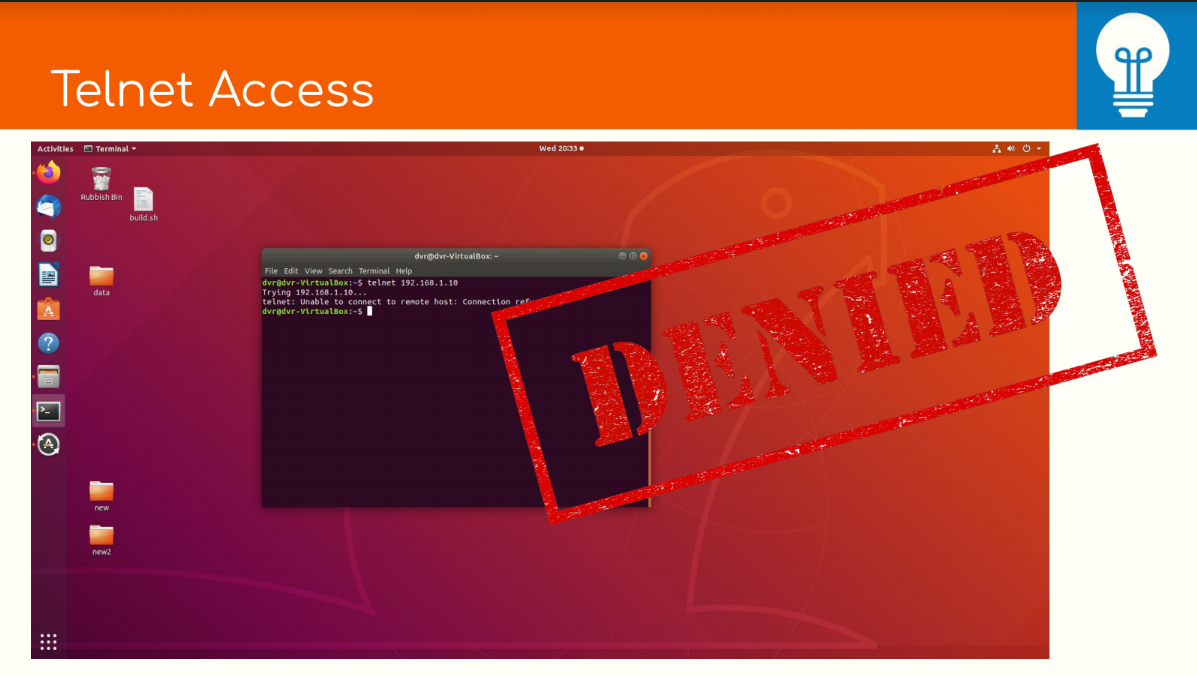 Telnet Access
Activities Terminal Wed 20:33
Rubbish Bin
build.sh
data
new
new2
dvr@dvr-VirtualBox: ~
File Edit View Search Terminal Help
dvr@dvr-VirtualBox:~$ telnet 192.168.1.10
Trying 192.168.1.10...
telnet: Unable to connect to remote host: Connection
dvr@dvr-VirtualBox:~$
DENIED